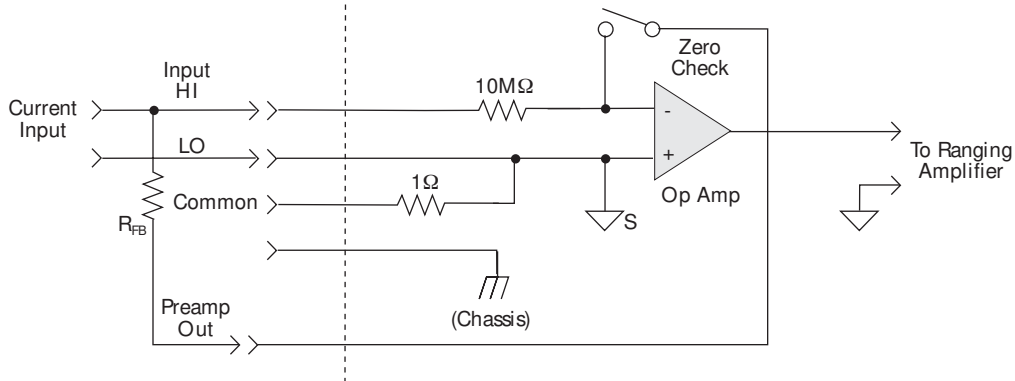 Zero
Check
Input
HI
10MΩ
Current
Input
-
LO
+
To Ranging
Amplifier
1Ω
Common
Op Amp
S
RFB
Preamp
Out
(Chassis)